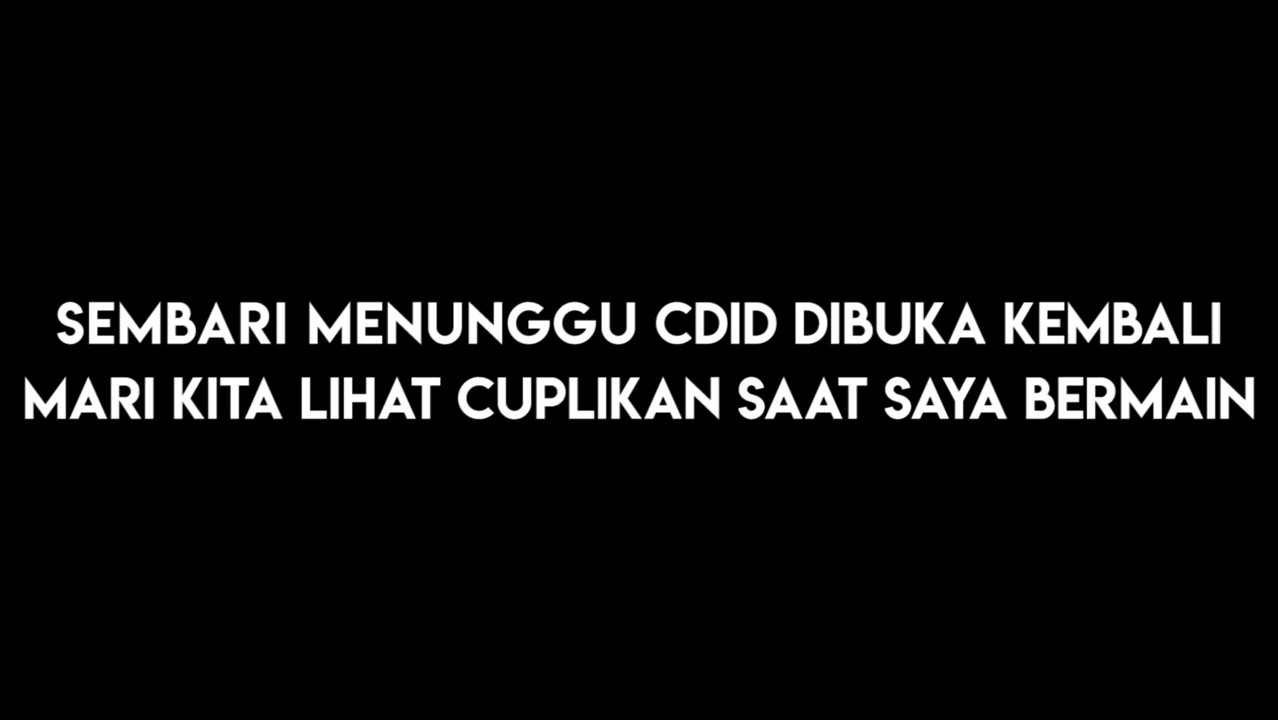 SEMBARI MENUNGGU CDID DIBUKA KEMBALI
MARI KITA LIHAT CUPLIKAN SAAT SAYA BERMAIN